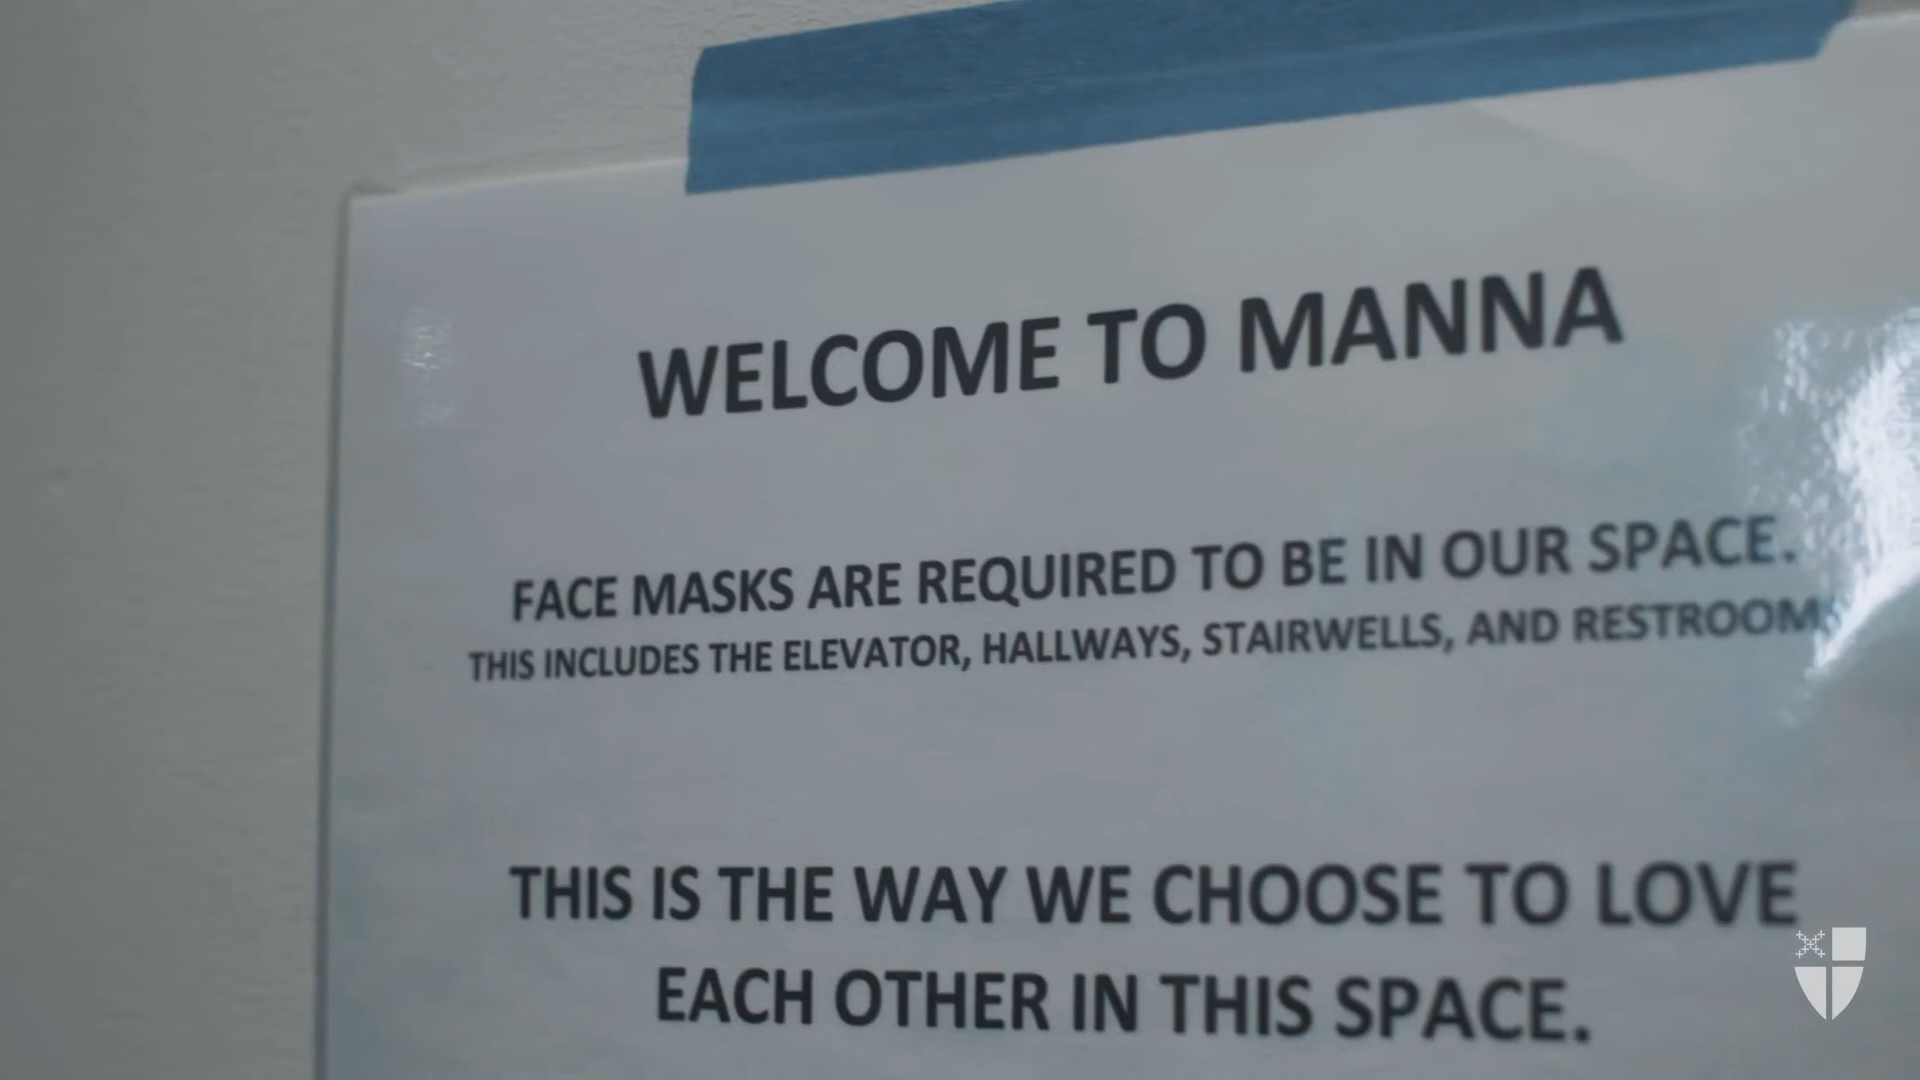 WELCOME TO MANNA
FACE MASKS ARE REQUIRED TO BE IN OUR SPACE.
THIS INCLUDES THE ELEVATOR, HALLWAYS, STAIRWELLS, AND RESTROOMS
THIS IS THE WAY WE CHOOSE TO LOVE
EACH OTHER IN THIS SPACE.